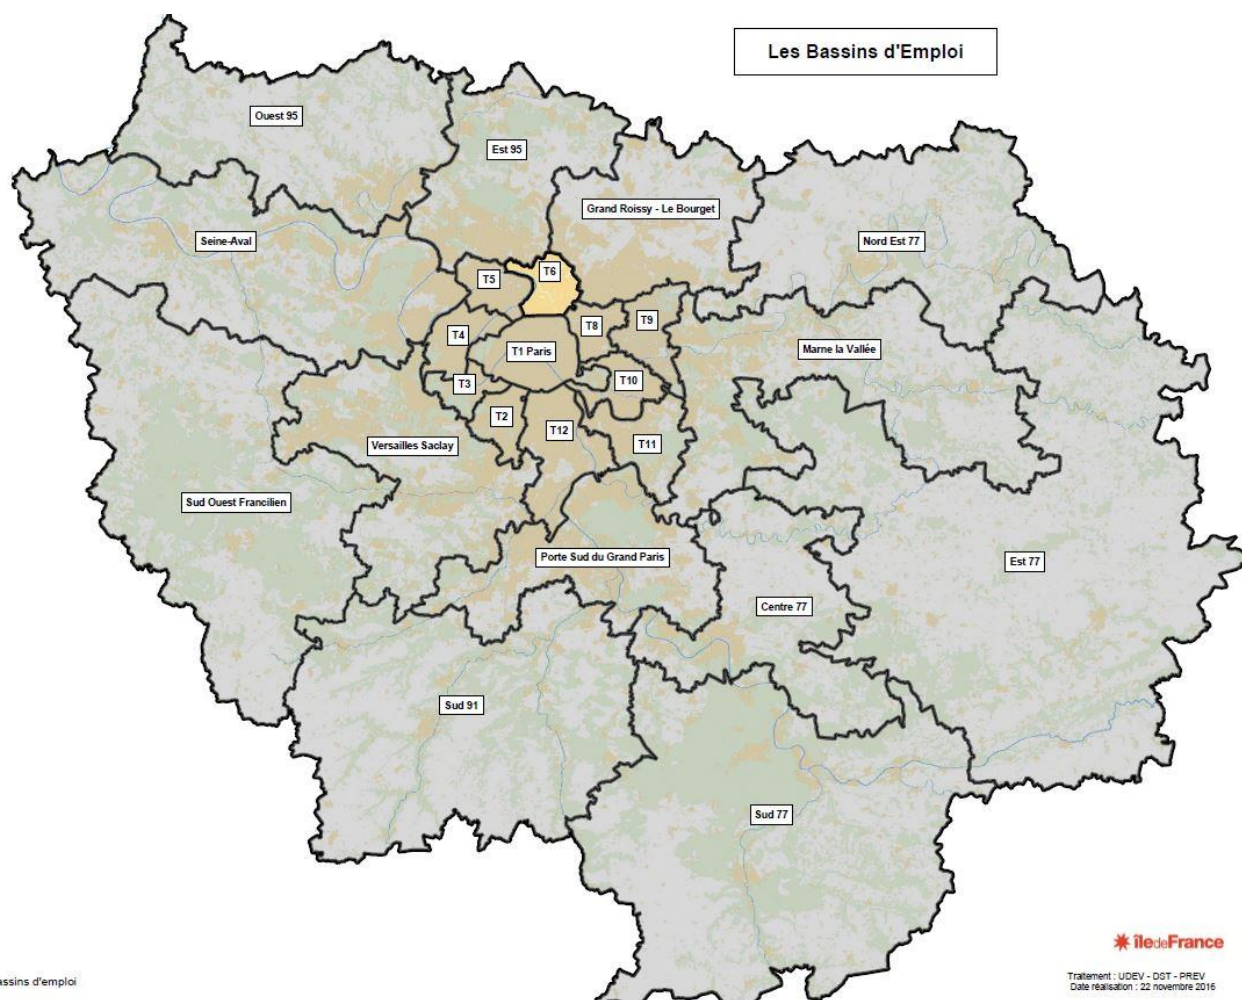 Les Bassins d'Emploi
Ouest 95
Est 95
Grand Roissy - Le Bourget
Nord Est 77
Seine-Aval
T5
T6
T4
T8
T9
T1 Paris
Marne la Vallée
T3
T10
T2
T12
T11
Versailles Saclay
Sud Ouest Francilien
Porte Sud du Grand Paris
Est 77
Centre 77
Sud 91
Sud 77
îledeFrance
assins d'emploi
Traitement : UDEV - DST - PREV
Date réalisation : 22 novembre 2016